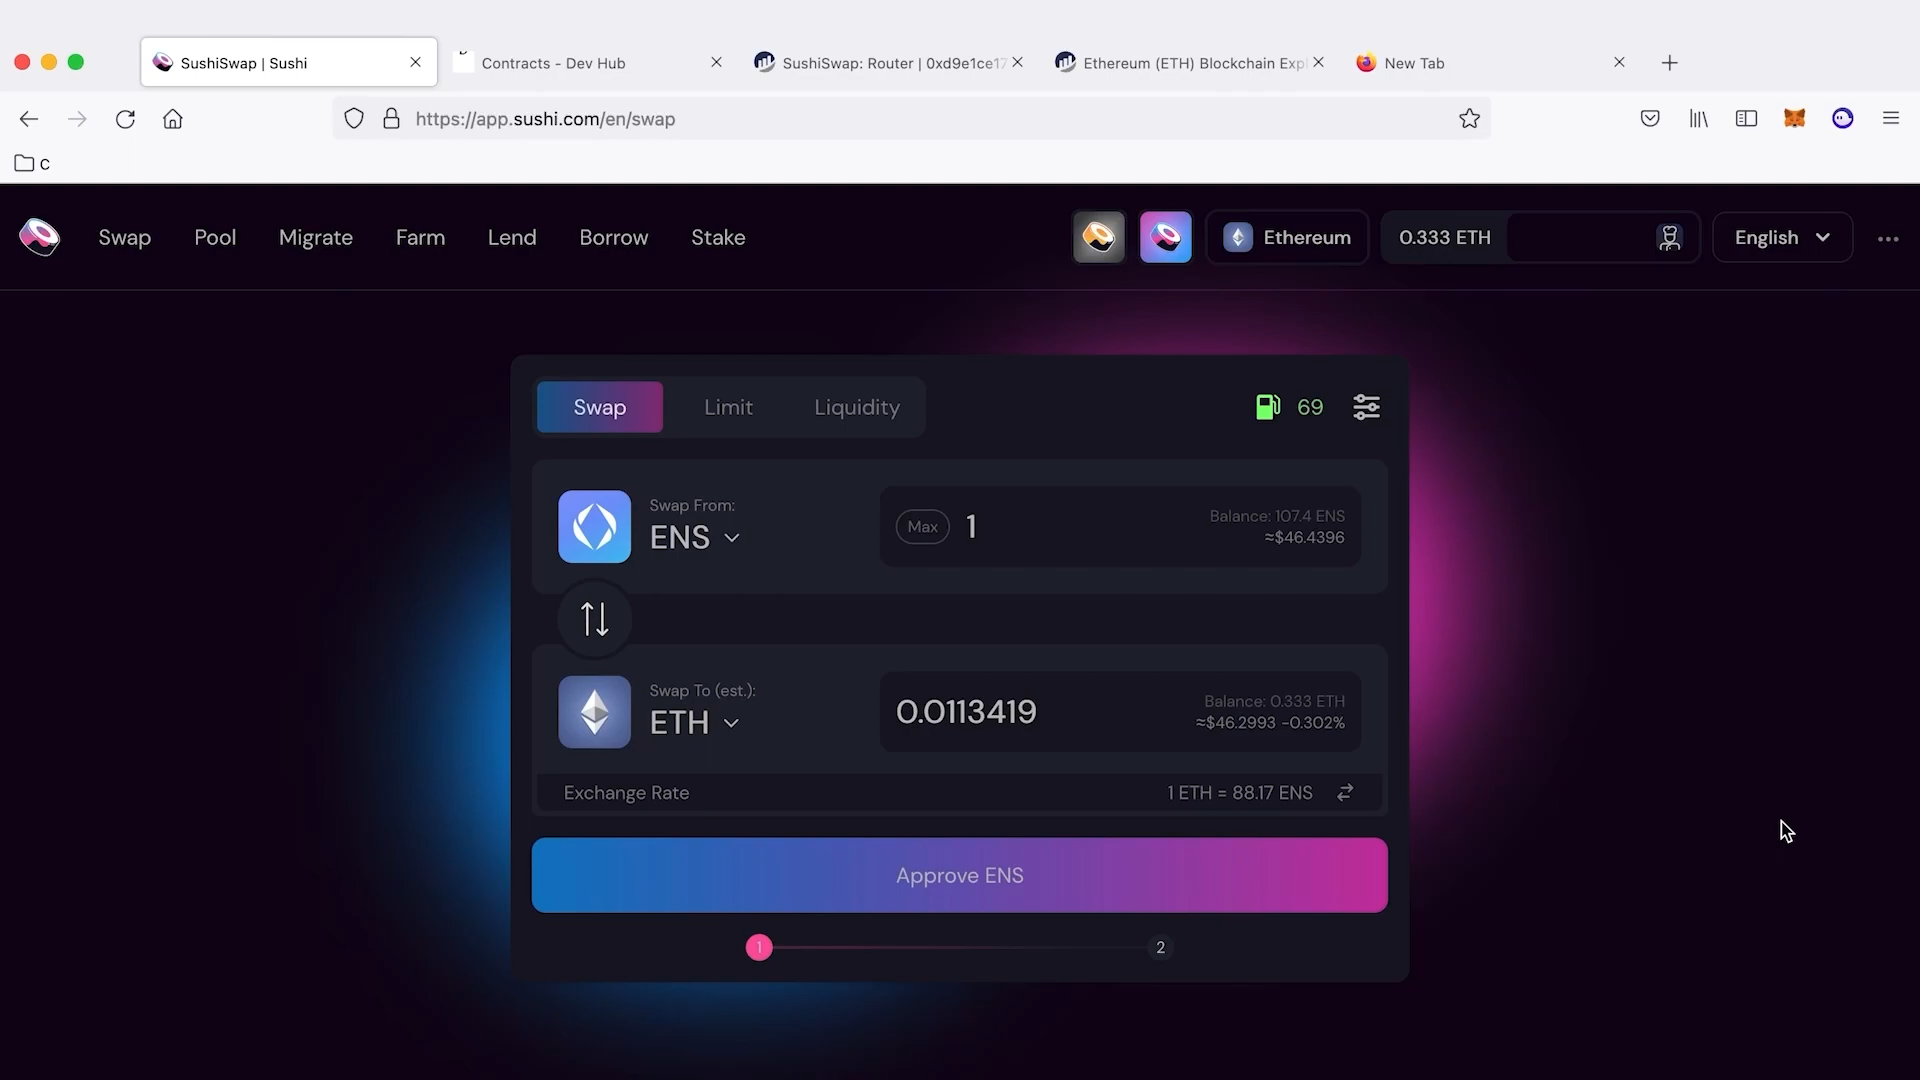 SushiSwap | Sushi
Contracts - Dev Hub
SushiSwap: Router | 0xd9e1ce17
Ethereum (ETH) Blockchain Expl
New Tab
https://app.sushi.com/en/swap
C
Swap
Pool
Migrate
Farm
Lend
Borrow
Stake
Ethereum
0.333 ETH
English
Swap
Limit
Liquidity
69
Swap From:
ENS
Max
1
Balance: 107.4 ENS
≈$46.4396
Swap To (est.):
ETH
0.0113419
Balance: 0.333 ETH
≈$46.2993 -0.302%
Exchange Rate
1 ETH = 88.17 ENS
Approve ENS
1
2